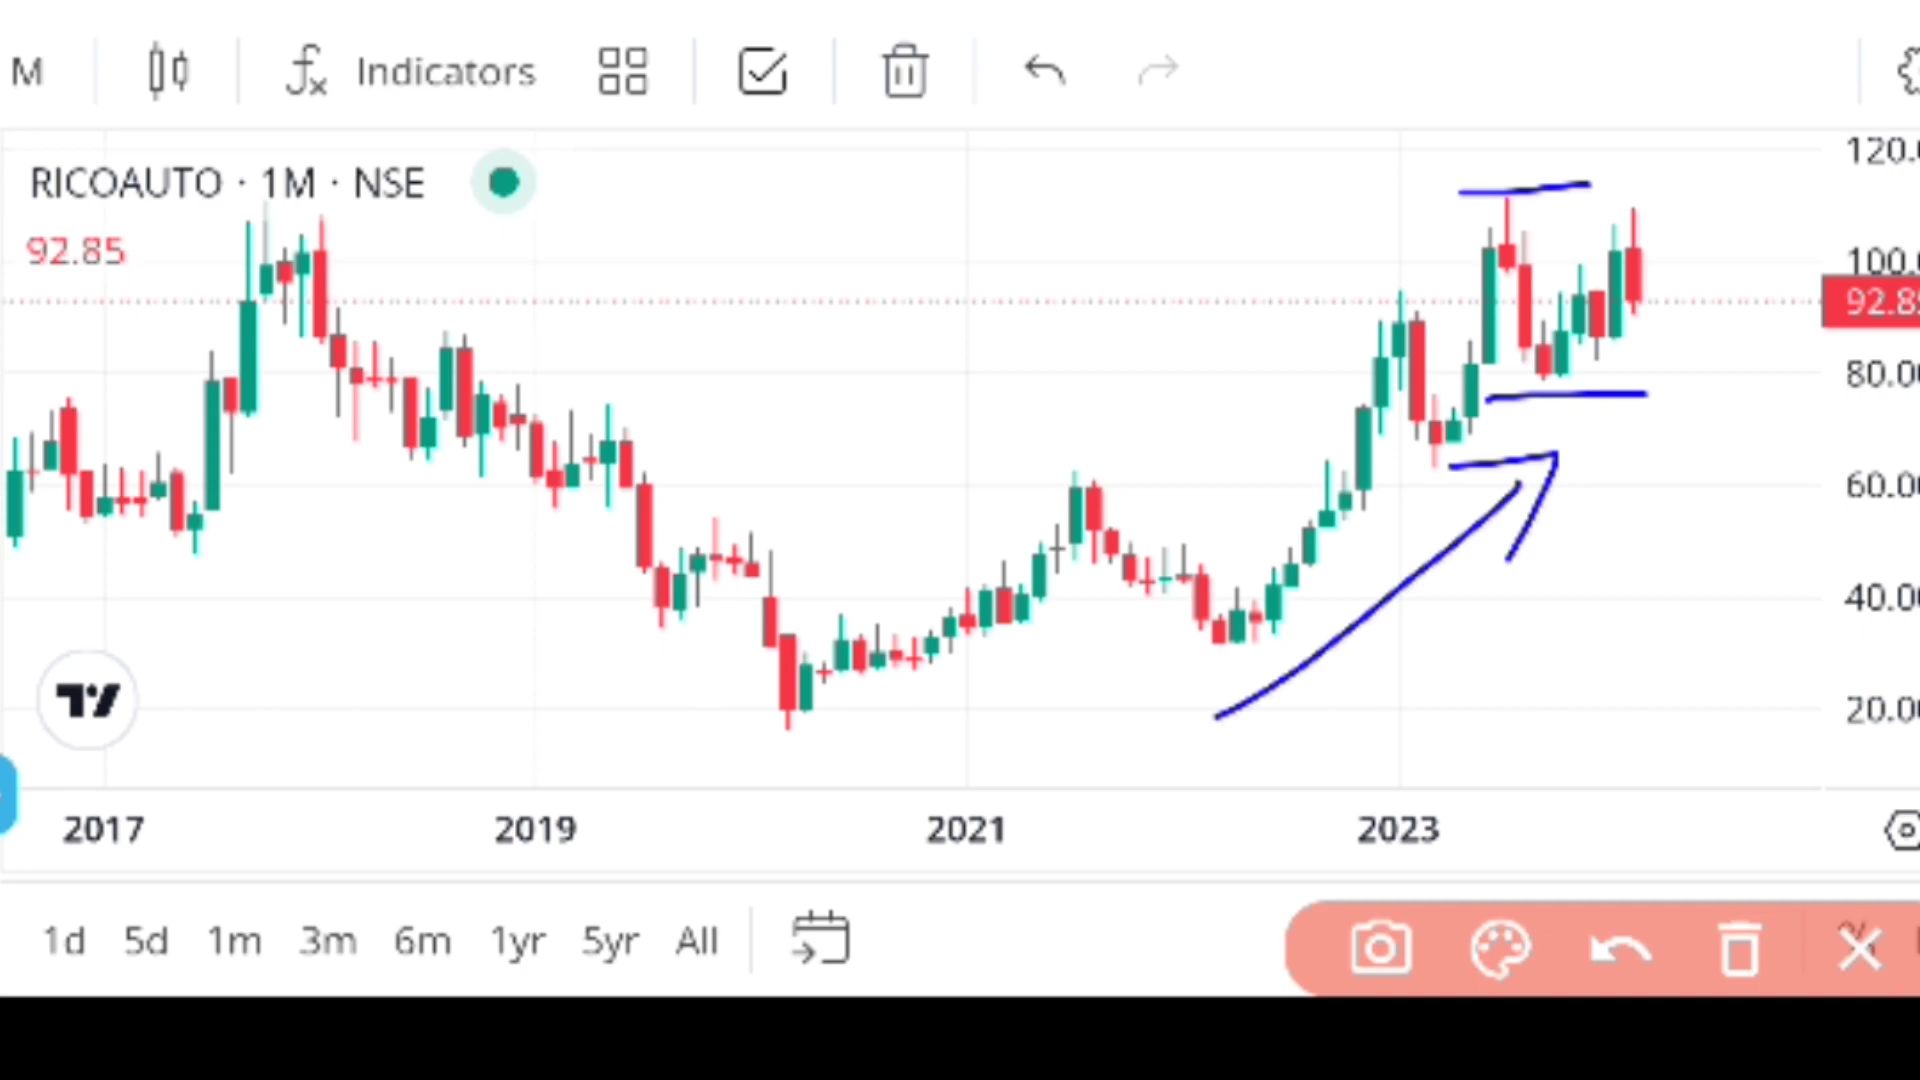 M Indicators
120.
RICOAUTO · 1M · NSE
92.85
100.
92.8
80.0
60.0
40.0
20.0
2017 2019 2021 2023
1d 5d 1m 3m 6m 1yr 5yr All